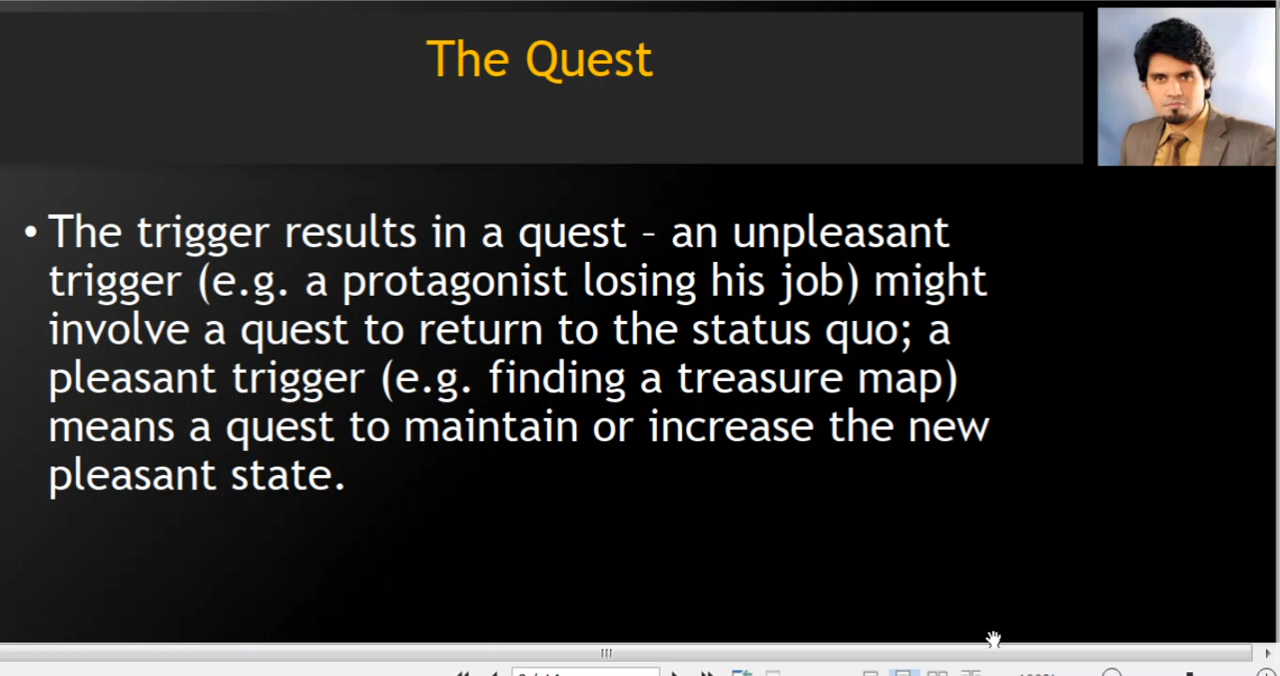 The Quest
• The trigger results in a quest – an unpleasant
trigger (e.g. a protagonist losing his job) might
involve a quest to return to the status quo; a
pleasant trigger (e.g. finding a treasure map)
means a quest to maintain or increase the new
pleasant state.